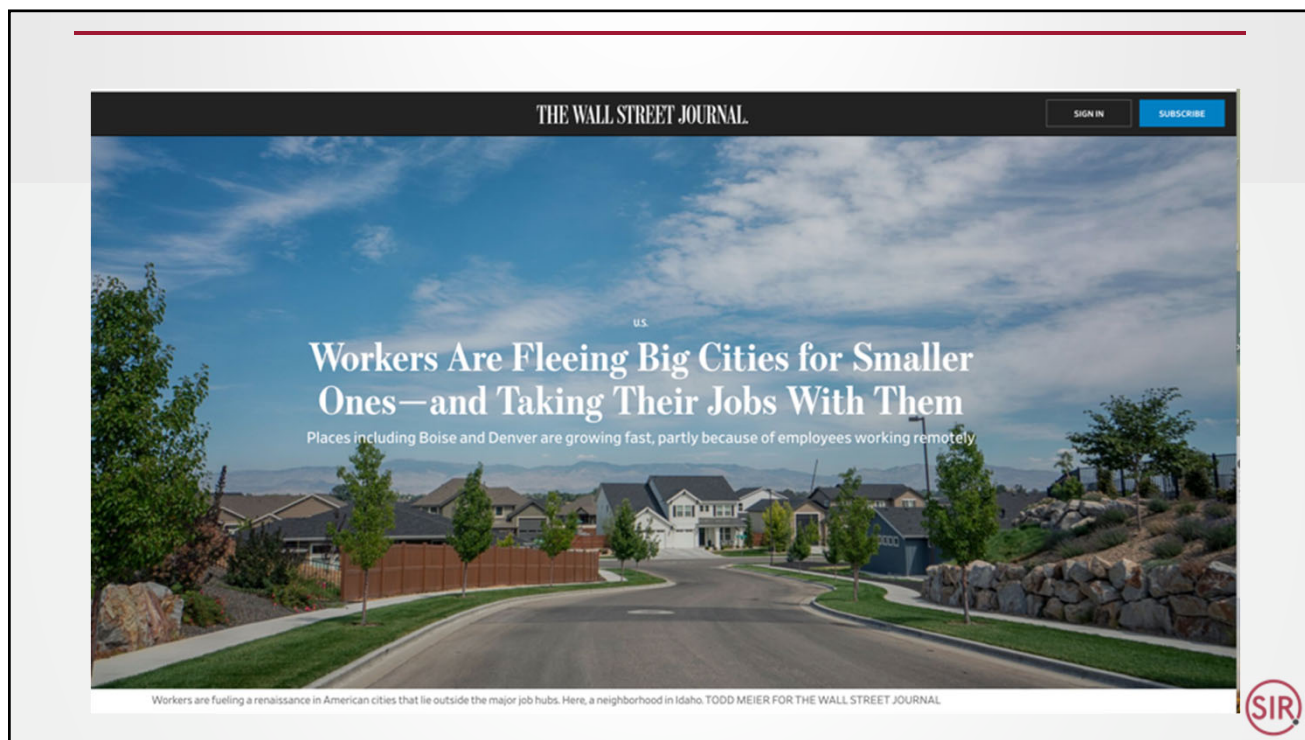 THE WALL STREET JOURNAL.
SIGN IN
SUBSCRIBE
U.S.
Workers Are Fleeing Big Cities for Smaller
Ones—and Taking Their Jobs With Them
Places including Boise and Denver are growing fast, partly because of employees working remotely
Workers are fueling a renaissance in American cities that lie outside the major job hubs. Here, a neighborhood in Idaho. TODD MEIER FOR THE WALL STREET JOURNAL
SIR